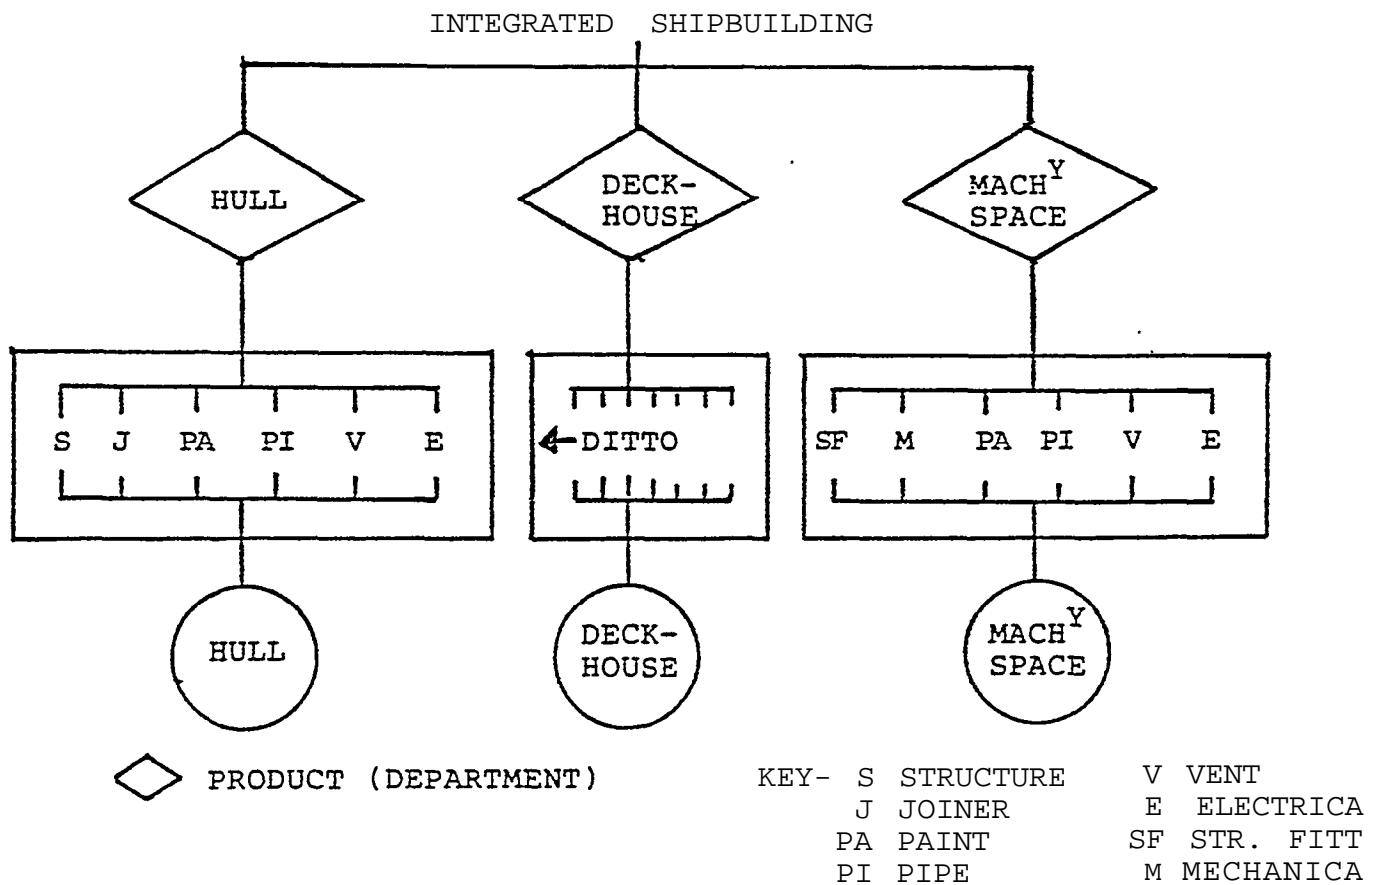 INTEGRATED SHIPBUILDING
HULL
DECK-
HOUSE
MACHY
SPACE
S J PA PI V E
DITTO
SF M PA PI V E
HULL
DECK-
HOUSE
MACHY
SPACE
PRODUCT (DEPARTMENT)
KEY- S STRUCTURE V VENT
J JOINER E ELECTRICA
PA PAINT SF STR. FITT
PI PIPE M MECHANICA